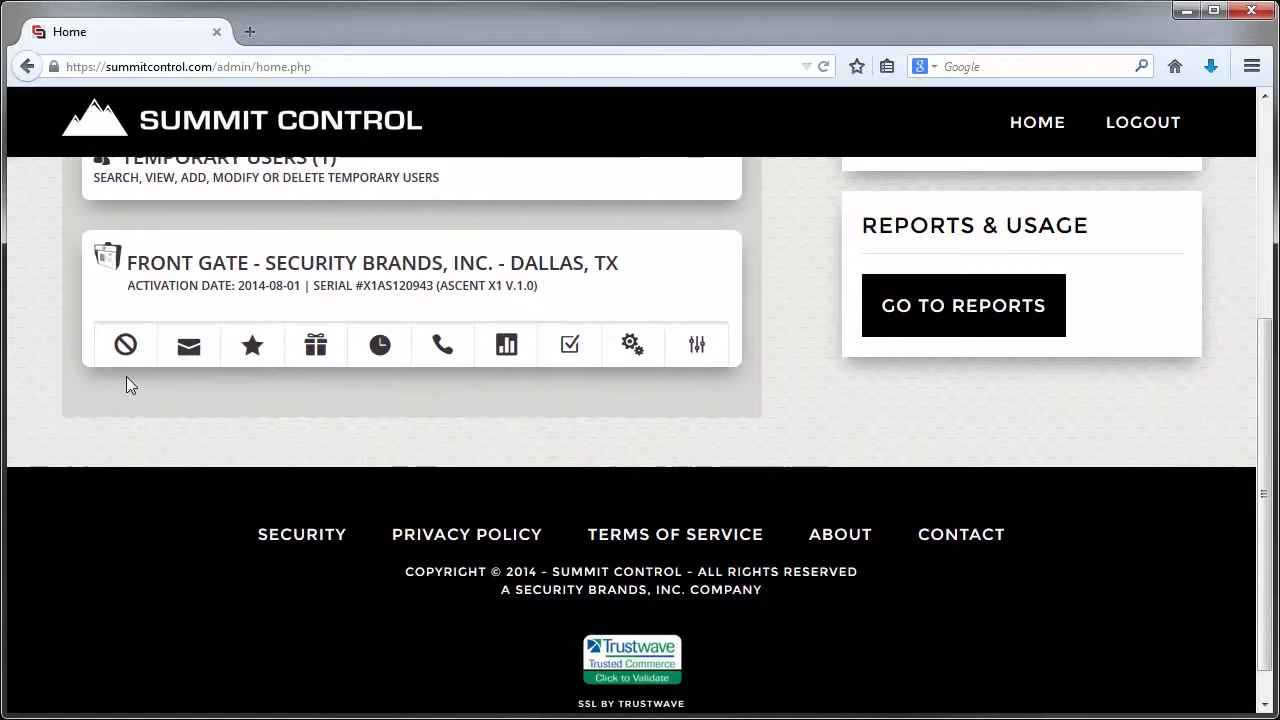 Home
https://summitcontrol.com/admin/home.php
Google
SUMMIT CONTROL
HOME
LOGOUT
TEMPORARY USERS (1)
SEARCH, VIEW, ADD, MODIFY OR DELETE TEMPORARY USERS
FRONT GATE - SECURITY BRANDS, INC. - DALLAS, TX
ACTIVATION DATE: 2014-08-01 | SERIAL #X1AS120943 (ASCENT X1 V.1.0)
REPORTS & USAGE
GO TO REPORTS
SECURITY
PRIVACY POLICY
TERMS OF SERVICE
ABOUT
CONTACT
COPYRIGHT © 2014 - SUMMIT CONTROL - ALL RIGHTS RESERVED
A SECURITY BRANDS, INC. COMPANY
Trustwave
Trusted Commerce
Click to Validate
SSL BY TRUSTWAVE